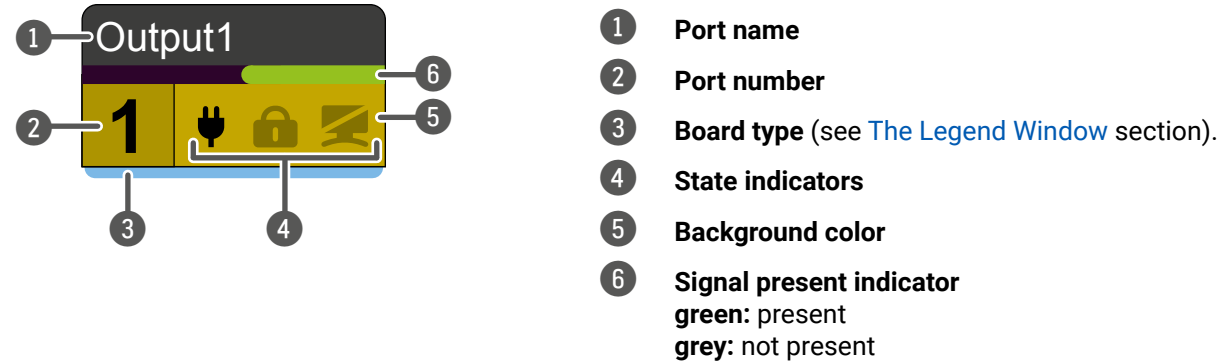 Output1
1
1
2
3
4
5
6
1 Port name
2 Port number
3 Board type (see The Legend Window section).
4 State indicators
5 Background color
6 Signal present indicator
green: present
grey: not present